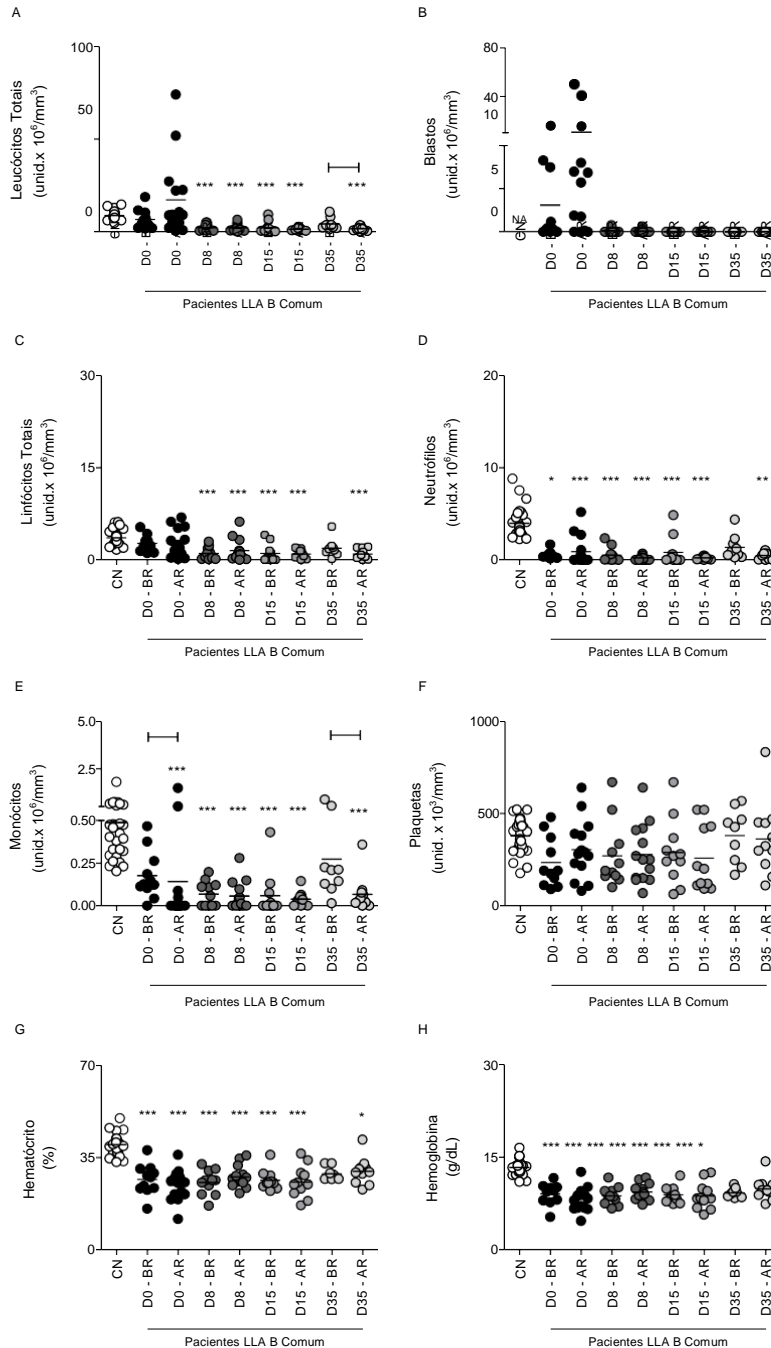 A
Leucócitos Totais
(unid.x 10⁶/mm³)
100
50
0
*** *** *** *** ***
D0
D0
D8
D8
D15
D15
D35
D35
Pacientes LLA B Comum
B
Blastos
(unid.x 10⁶/mm³)
80
40
10
5
0
NA
CN
D0
D0
D8
D8
D15
D15
D35
D35
Pacientes LLA B Comum
C
Linfócitos Totais
(unid.x 10⁶/mm³)
30
15
0
*** *** *** *** ***
CN
D0 - BR
D0 - AR
D8 - BR
D8 - AR
D15 - BR
D15 - AR
D35 - BR
D35 - AR
Pacientes LLA B Comum
D
Neutrófilos
(unid.x 10⁶/mm³)
20
10
0
* *** *** *** *** *** **
CN
D0 - BR
D0 - AR
D8 - BR
D8 - AR
D15 - BR
D15 - AR
D35 - BR
D35 - AR
Pacientes LLA B Comum
E
Monócitos
(unid.x 10⁶/mm³)
5.0
2.5
0.50
0.25
0.00
*** *** *** *** *** ***
CN
D0 - BR
D0 - AR
D8 - BR
D8 - AR
D15 - BR
D15 - AR
D35 - BR
D35 - AR
Pacientes LLA B Comum
F
Plaquetas
(unid. x 10³/mm³)
1000
500
0
CN
D0 - BR
D0 - AR
D8 - BR
D8 - AR
D15 - BR
D15 - AR
D35 - BR
D35 - AR
Pacientes LLA B Comum
G
Hematócrito
(%)
70
35
0
*** *** *** *** *** *** *
CN
D0 - BR
D0 - AR
D8 - BR
D8 - AR
D15 - BR
D15 - AR
D35 - BR
D35 - AR
Pacientes LLA B Comum
H
Hemoglobina
(g/dL)
30
15
0
*** *** *** *** *** *** *** *
CN
D0 - BR
D0 - AR
D8 - BR
D8 - AR
D15 - BR
D15 - AR
D35 - BR
D35 - AR
Pacientes LLA B Comum